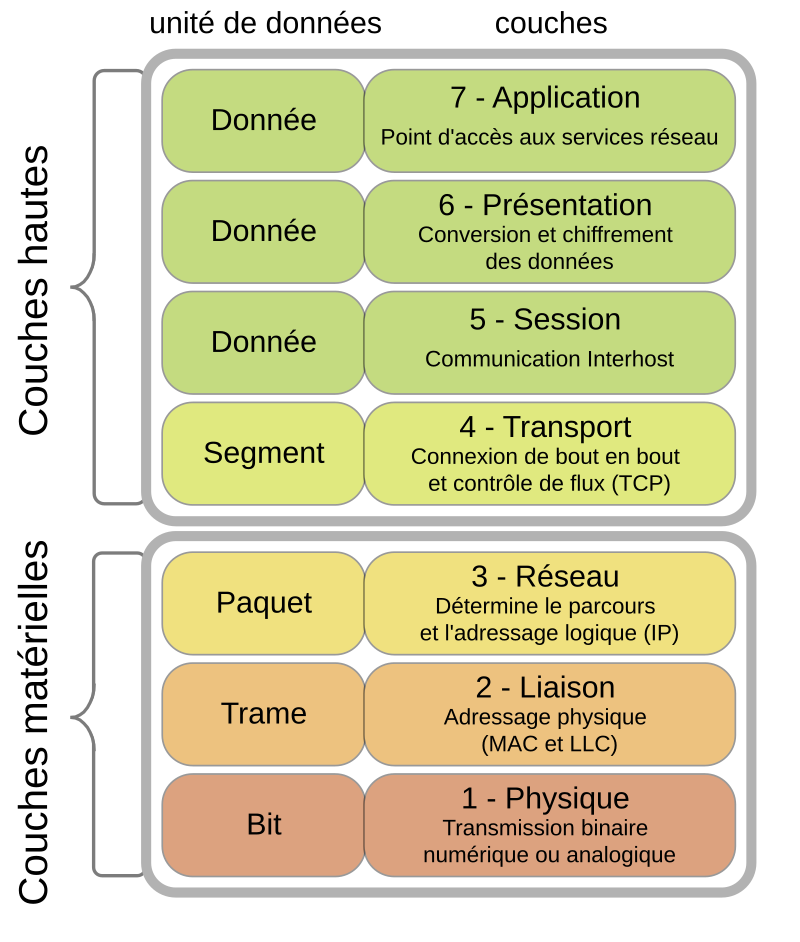 unité de données
couches
Couches hautes
Donnée
7 - Application
Point d'accès aux services réseau
Donnée
6 - Présentation
Conversion et chiffrement
des données
Donnée
5 - Session
Communication Interhost
Segment
4 - Transport
Connexion de bout en bout
et contrôle de flux (TCP)
Couches matérielles
Paquet
3 - Réseau
Détermine le parcours
et l'adressage logique (IP)
Trame
2 - Liaison
Adressage physique
(MAC et LLC)
Bit
1 - Physique
Transmission binaire
numérique ou analogique